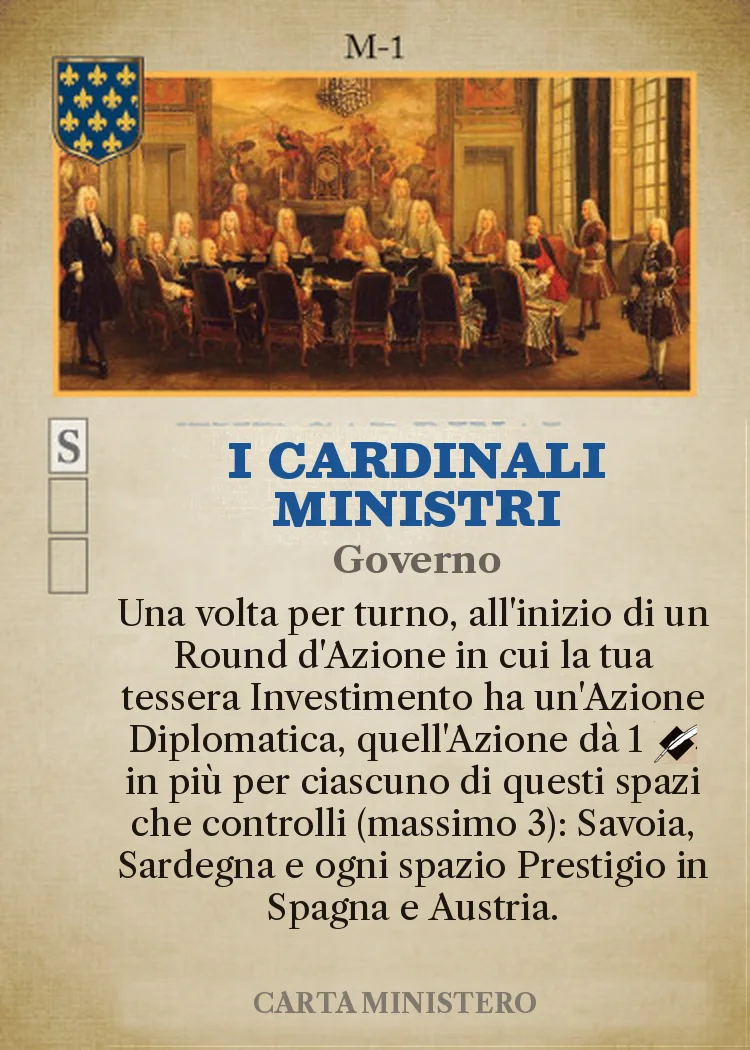 M-1
S
I CARDINALI
MINISTRI
Governo
Una volta per turno, all'inizio di un
Round d'Azione in cui la tua
tessera Investimento ha un'Azione
Diplomatica, quell'Azione dà 1
in più per ciascuno di questi spazi
che controlli (massimo 3): Savoia,
Sardegna e ogni spazio Prestigio in
Spagna e Austria.
CARTA MINISTERO